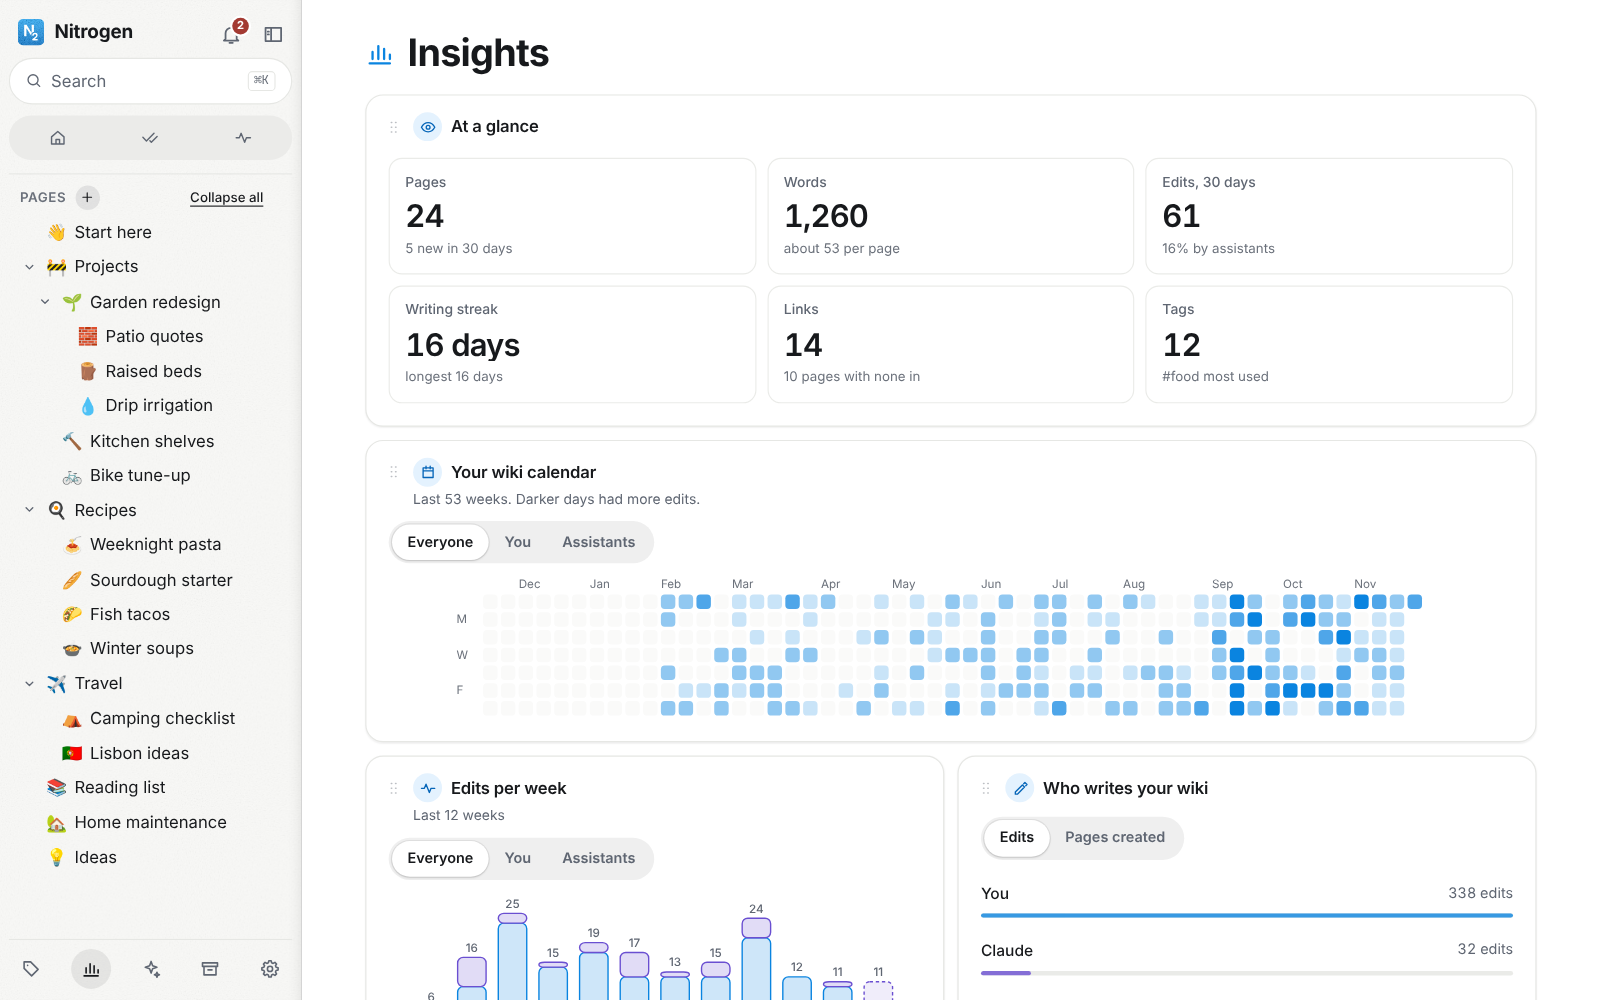 N2 Nitrogen 2
Search ⌘K
PAGES + Collapse all
Start here
Projects
Garden redesign
Patio quotes
Raised beds
Drip irrigation
Kitchen shelves
Bike tune-up
Recipes
Weeknight pasta
Sourdough starter
Fish tacos
Winter soups
Travel
Camping checklist
Lisbon ideas
Reading list
Home maintenance
Ideas
Insights
At a glance
Pages
24
5 new in 30 days
Words
1,260
about 53 per page
Edits, 30 days
61
16% by assistants
Writing streak
16 days
longest 16 days
Links
14
10 pages with none in
Tags
12
#food most used
Your wiki calendar
Last 53 weeks. Darker days had more edits.
Everyone You Assistants
Dec Jan Feb Mar Apr May Jun Jul Aug Sep Oct Nov
M
W
F
Edits per week
Last 12 weeks
Everyone You Assistants
6 16 25 15 19 17 13 15 24 12 11 11
Who writes your wiki
Edits Pages created
You 338 edits
Claude 32 edits